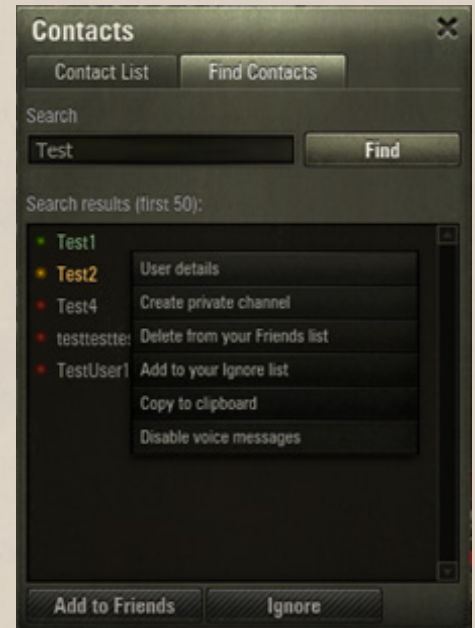 Contacts
Contact List Find Contacts
Search
Test Find
Search results (first 50):
Test1
Test2
Test4
testtesttes
TestUser1
User details
Create private channel
Delete from your Friends list
Add to your Ignore list
Copy to clipboard
Disable voice messages
Add to Friends Ignore